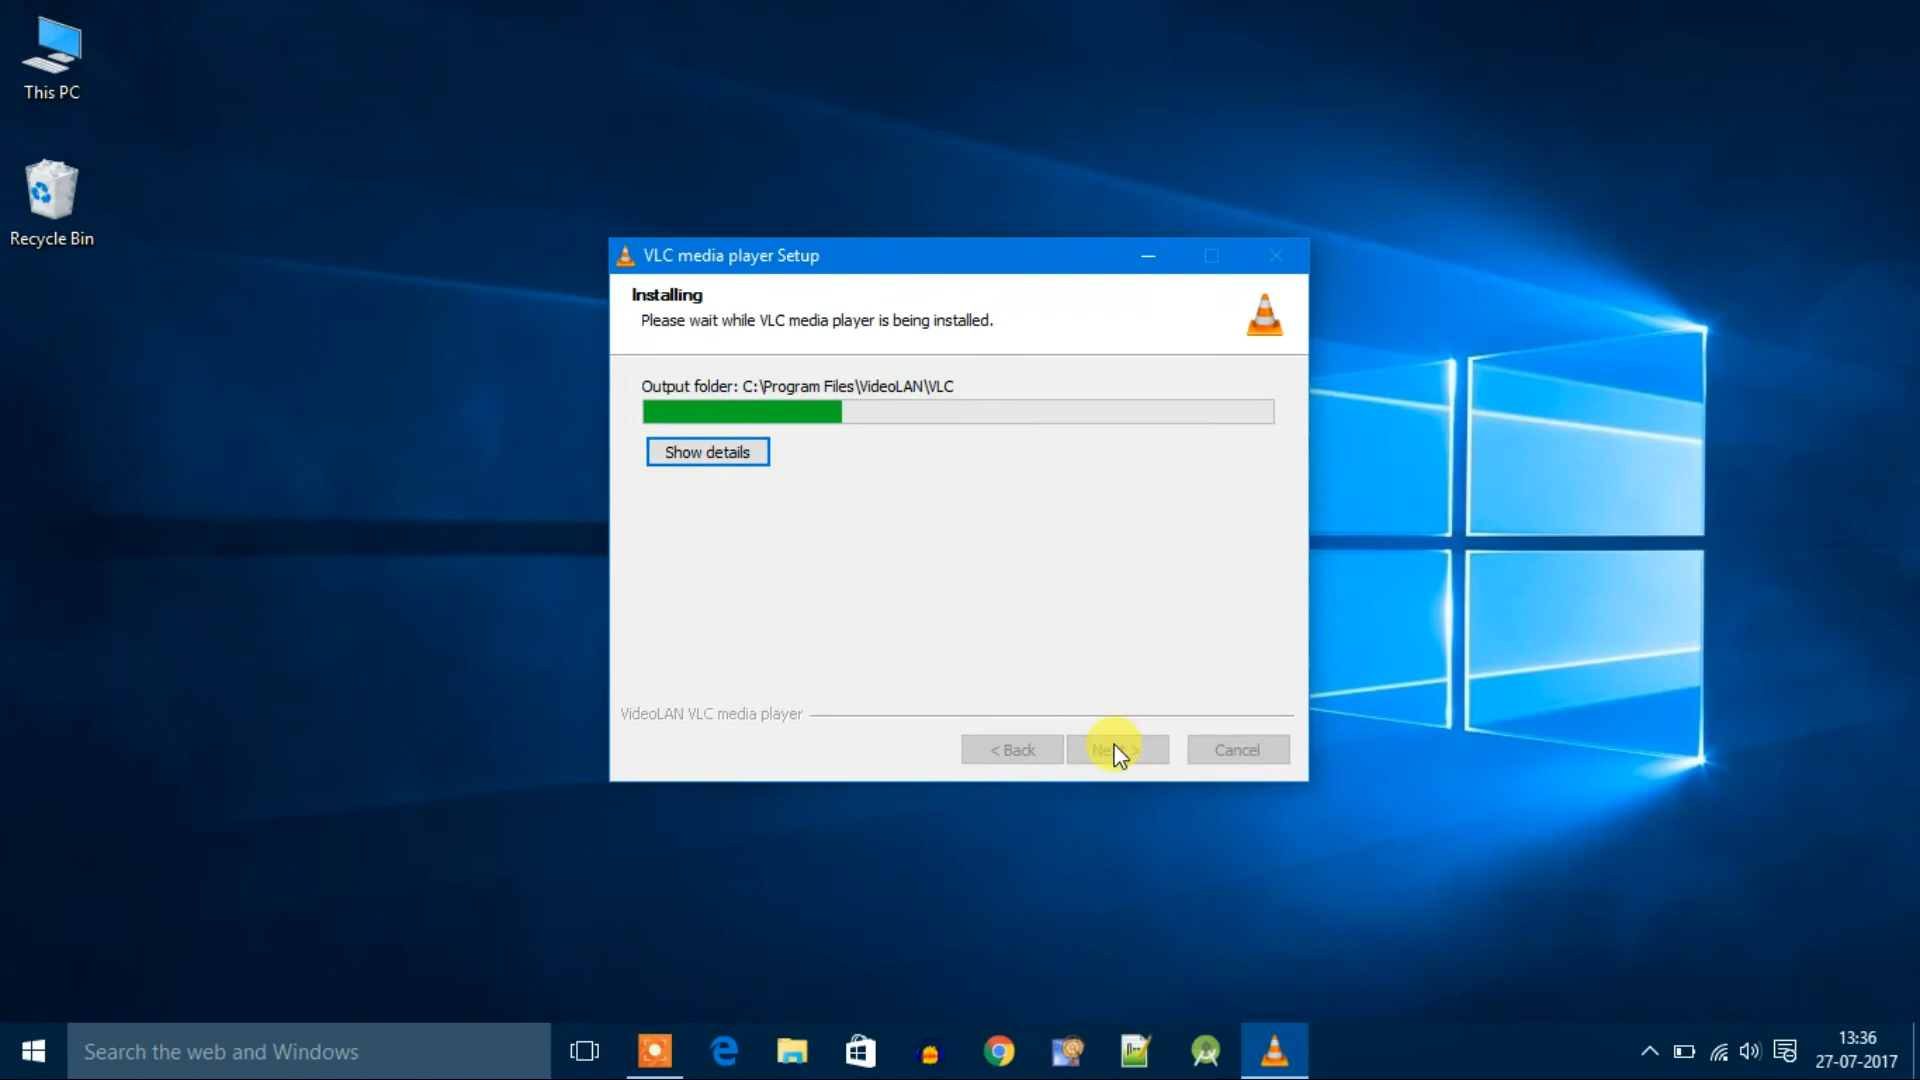 This PC
Recycle Bin
VLC media player Setup
Installing
Please wait while VLC media player is being installed.
Output folder: C:\Program Files\VideoLAN\VLC
Show details
VideoLAN VLC media player
< Back
Next >
Cancel
Search the web and Windows
13:36
27-07-2017